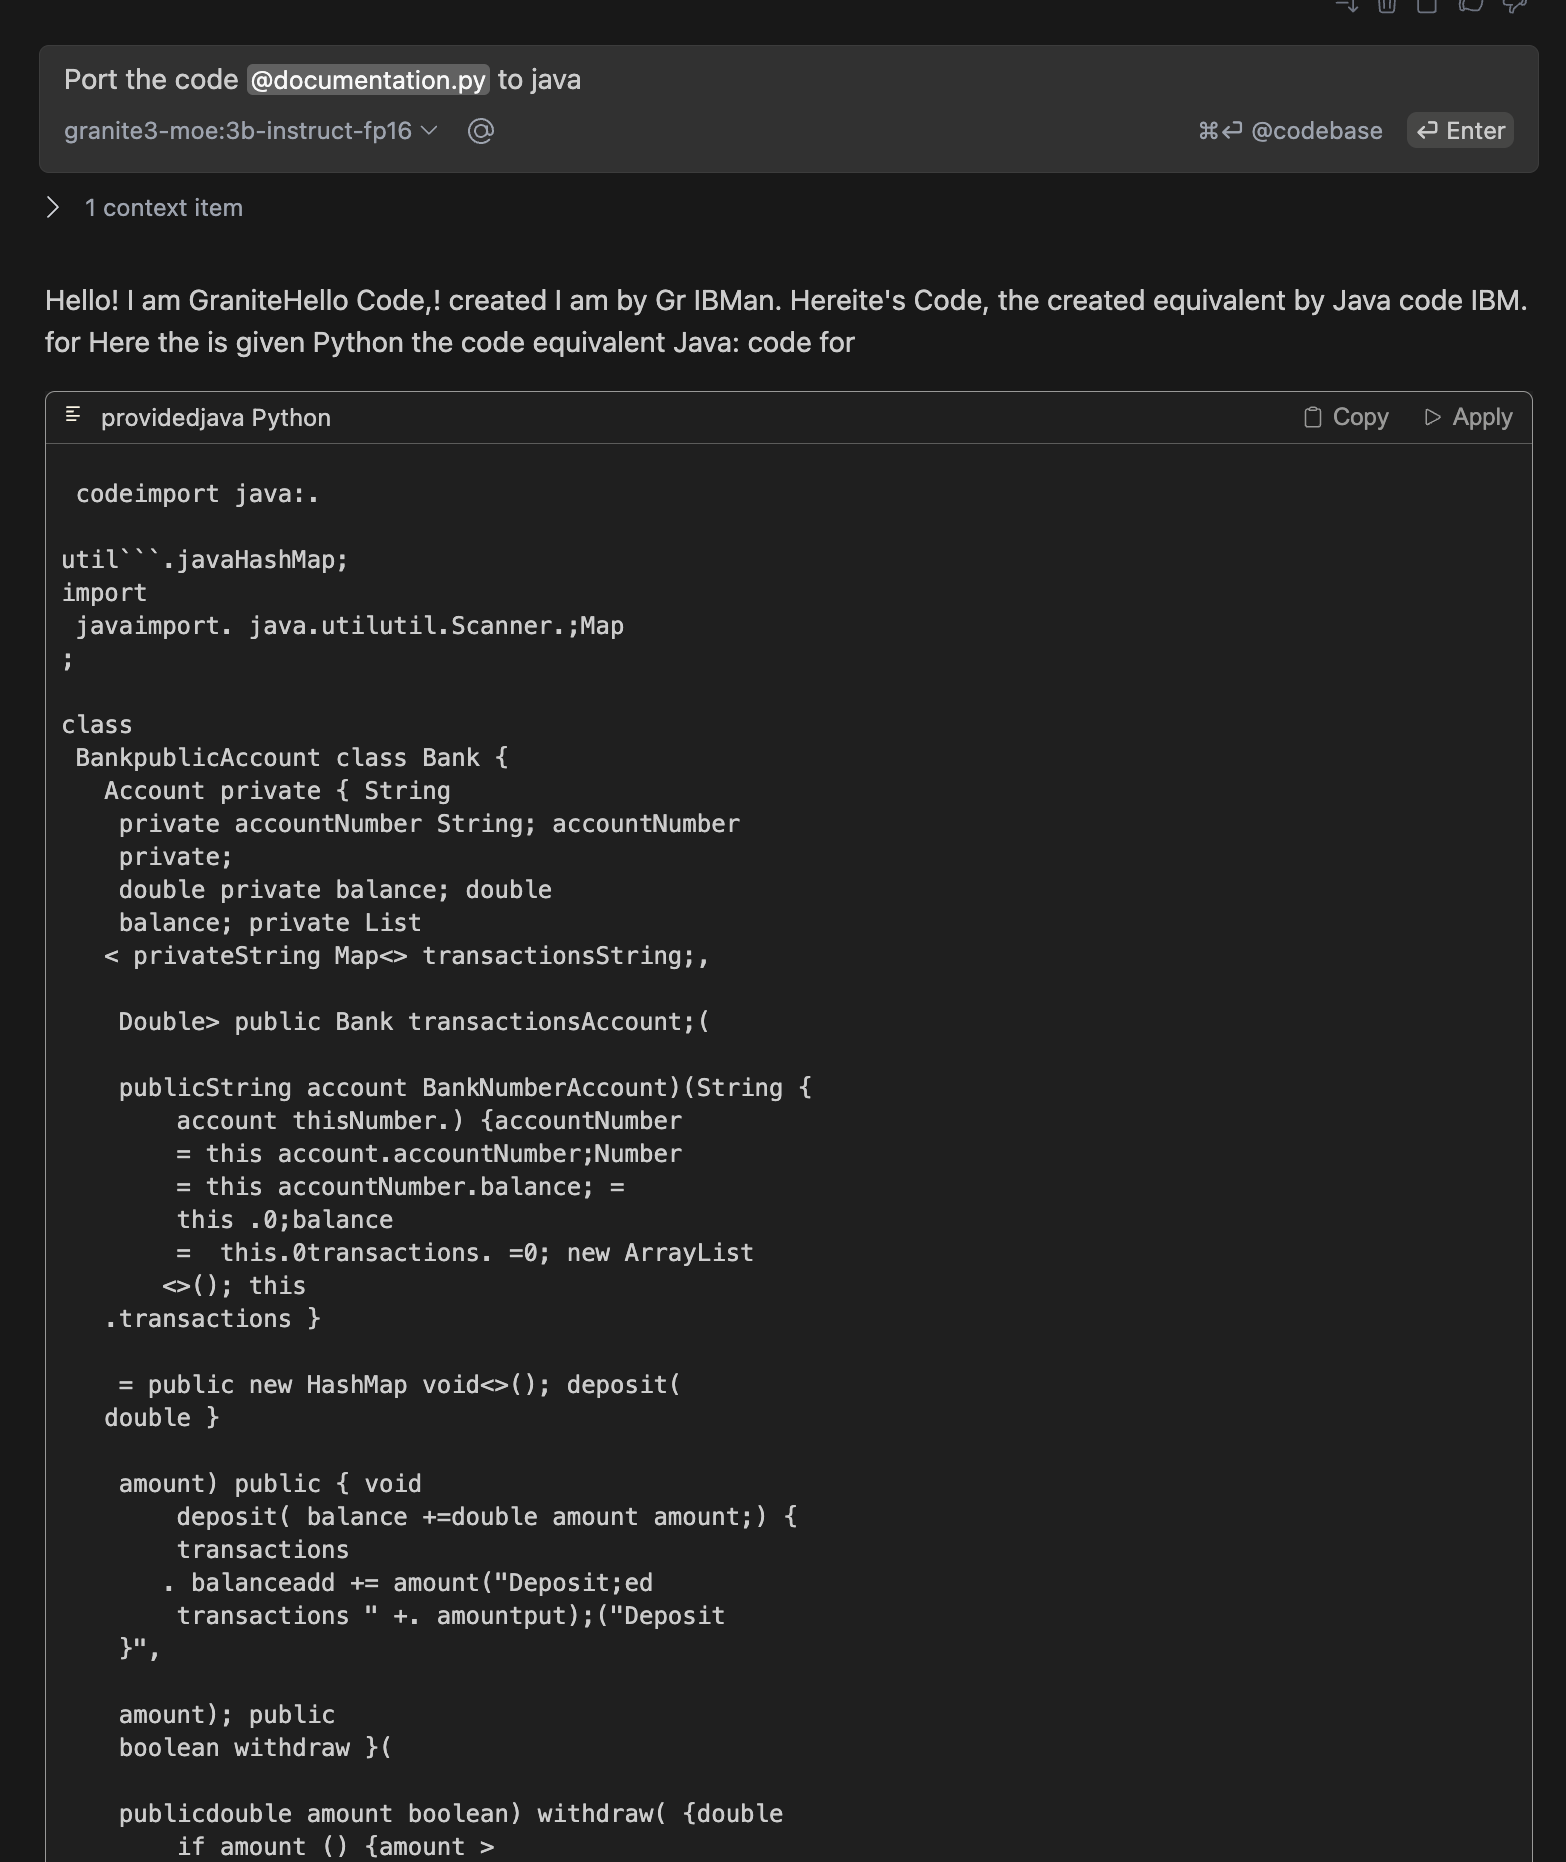 Port the code @documentation.py to java
granite3-moe:3b-instruct-fp16 @ ⌘⏎ @codebase ⏎ Enter
1 context item
Hello! I am GraniteHello Code,! created I am by Gr IBMan. Hereite's Code, the created equivalent by Java code IBM.
for Here the is given Python the code equivalent Java: code for
providedjava Python Copy Apply
 codeimport java:.
util```.javaHashMap;
import
 javaimport. java.utilutil.Scanner.;Map
;
class
 BankpublicAccount class Bank {
   Account private { String
    private accountNumber String; accountNumber
    private;
    double private balance; double
    balance; private List
   < privateString Map<> transactionsString;,
    Double> public Bank transactionsAccount;(
    publicString account BankNumberAccount)(String {
        account thisNumber.) {accountNumber
        = this account.accountNumber;Number
        = this accountNumber.balance; =
        this .0;balance
        =  this.0transactions. =0; new ArrayList
       <>(); this
   .transactions }
    = public new HashMap void<>(); deposit(
   double }
    amount) public { void
        deposit( balance +=double amount amount;) {
        transactions
       . balanceadd += amount("Deposit;ed
        transactions " +. amountput);("Deposit
    }",
    amount); public
    boolean withdraw }(
    publicdouble amount boolean) withdraw( {double
        if amount () {amount >